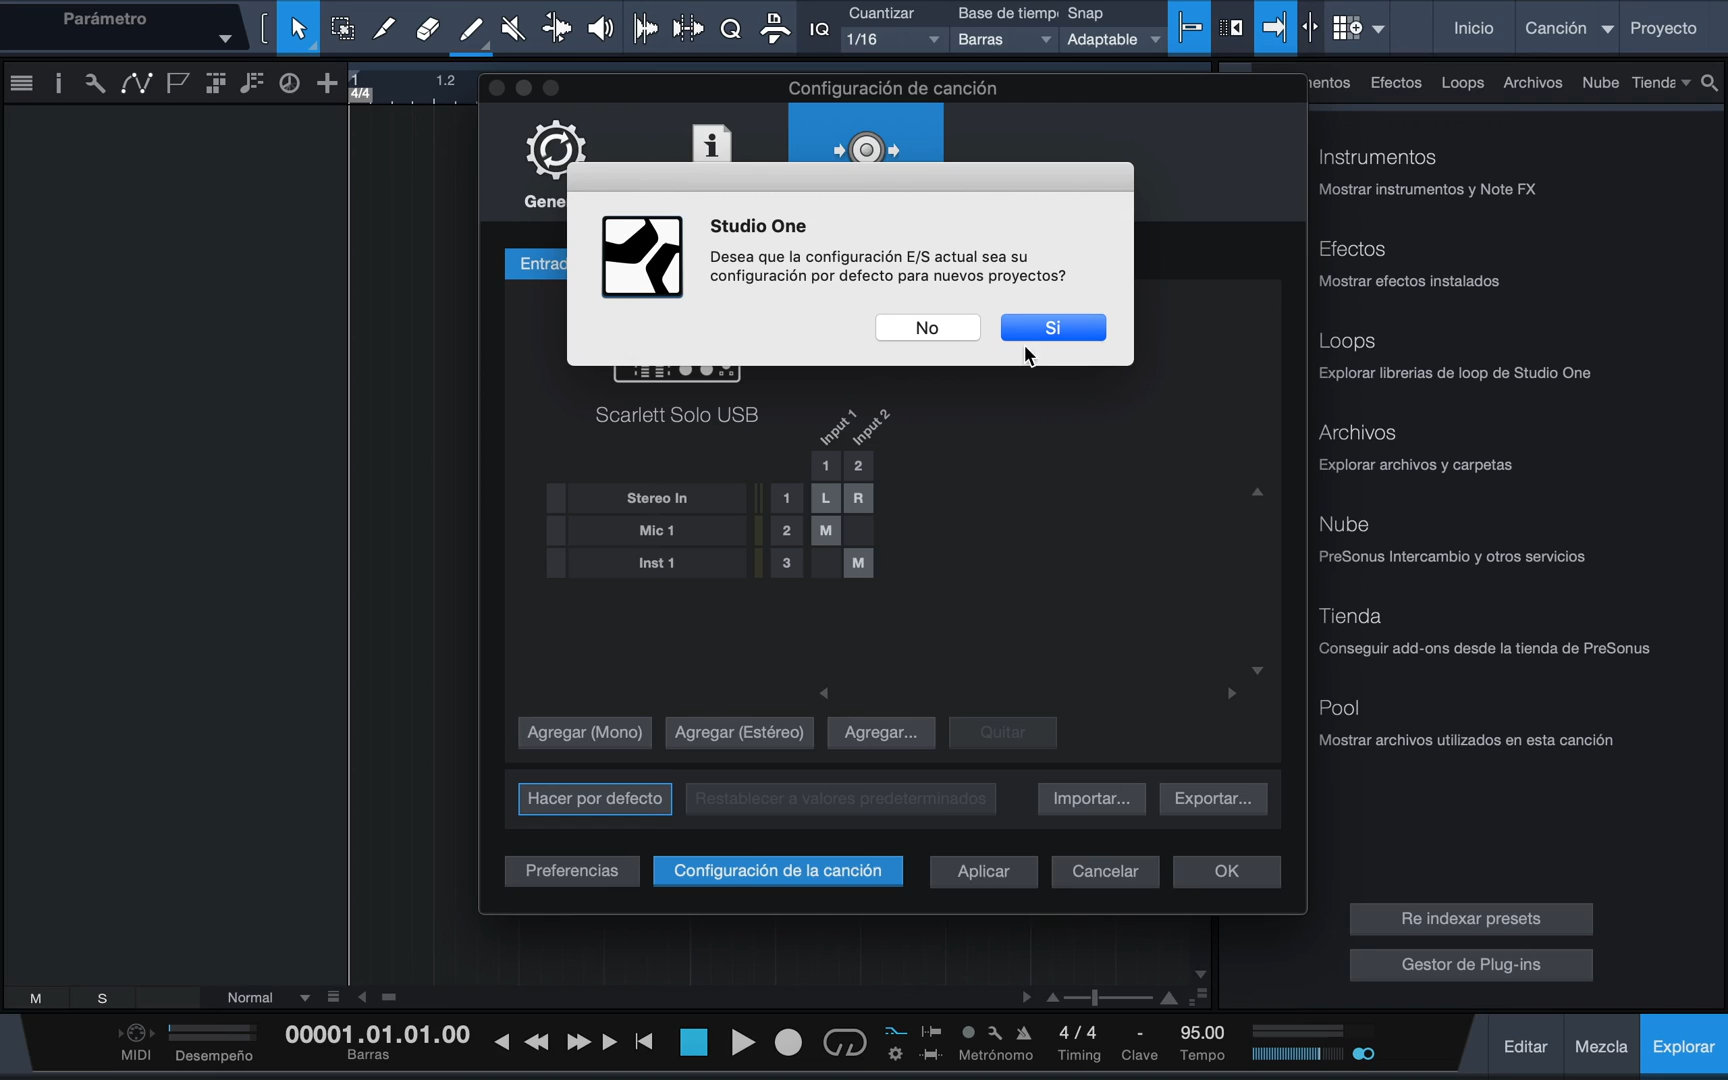 Parámetro
Cuantizar
Base de tiemp
Snap
1/16
Barras
Adaptable
IQ
Inicio
Canción
Proyecto
1
1.2
4/4
Configuración de canción
Efectos
Loops
Archivos
Nube
Tienda
Gene
Entrad
Studio One
Desea que la configuración E/S actual sea su
configuración por defecto para nuevos proyectos?
No
Si
Scarlett Solo USB
Input 1
Input 2
1
2
Stereo In
1
L
R
Mic 1
2
M
Inst 1
3
M
Agregar (Mono)
Agregar (Estéreo)
Agregar...
Quitar
Hacer por defecto
Restablecer a valores predeterminados
Importar...
Exportar...
Preferencias
Configuración de la canción
Aplicar
Cancelar
OK
Instrumentos
Mostrar instrumentos y Note FX
Efectos
Mostrar efectos instalados
Loops
Explorar librerias de loop de Studio One
Archivos
Explorar archivos y carpetas
Nube
PreSonus Intercambio y otros servicios
Tienda
Conseguir add-ons desde la tienda de PreSonus
Pool
Mostrar archivos utilizados en esta canción
Re indexar presets
Gestor de Plug-ins
M
S
Normal
MIDI
Desempeño
00001.01.01.00
Barras
Metrónomo
4 / 4
Timing
-
Clave
95.00
Tempo
Editar
Mezcla
Explorar